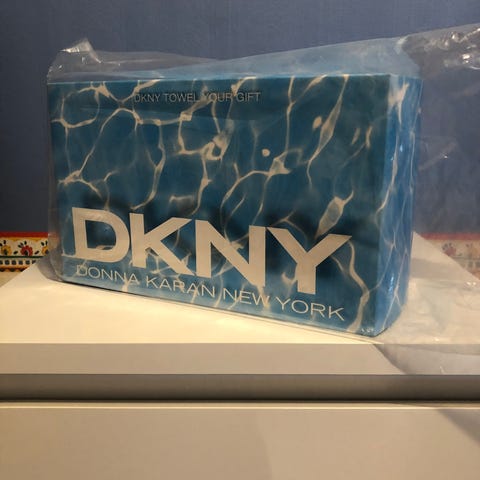 DKNY TOWEL YOUR GIFT
DKNY
DONNA KARAN NEW YORK